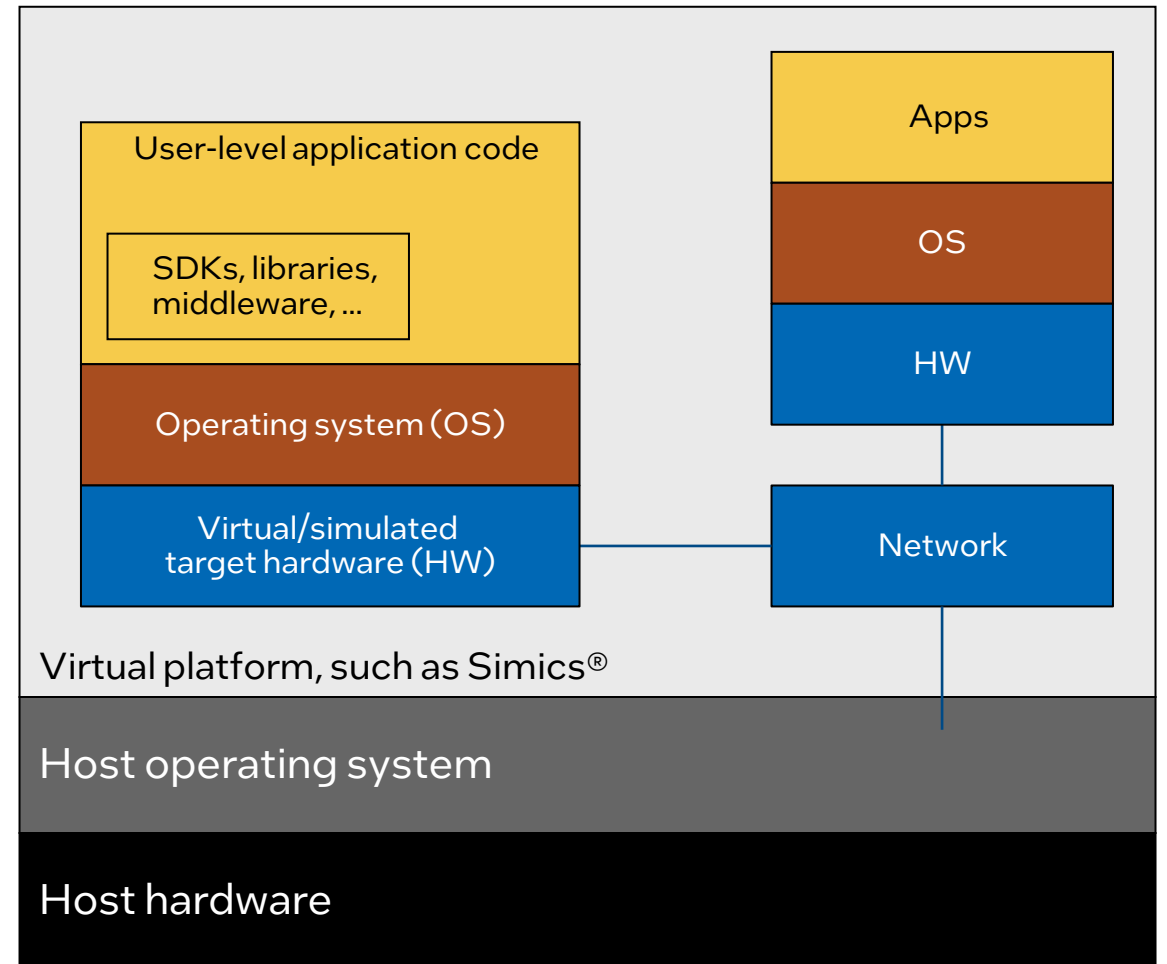 User-level application code
SDKs, libraries,
middleware, ...
Operating system (OS)
Virtual/simulated
target hardware (HW)
Apps
OS
HW
Network
Virtual platform, such as Simics®
Host operating system
Host hardware